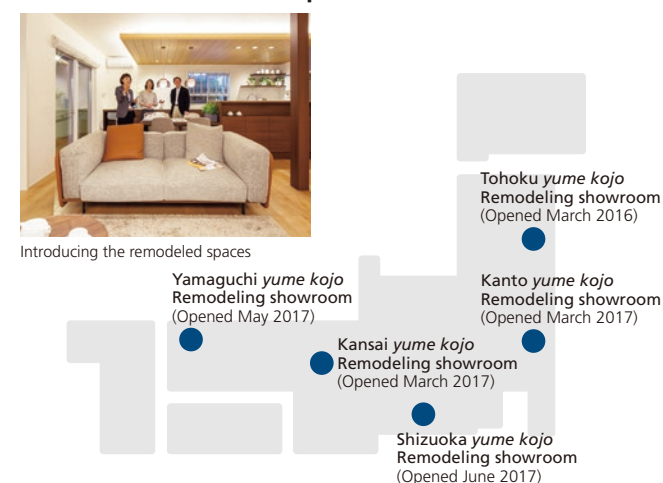 Introducing the remodeled spaces
Tohoku yume kojo
Remodeling showroom
(Opened March 2016)
Yamaguchi yume kojo
Remodeling showroom
(Opened May 2017)
Kanto yume kojo
Remodeling showroom
(Opened March 2017)
Kansai yume kojo
Remodeling showroom
(Opened March 2017)
Shizuoka yume kojo
Remodeling showroom
(Opened June 2017)